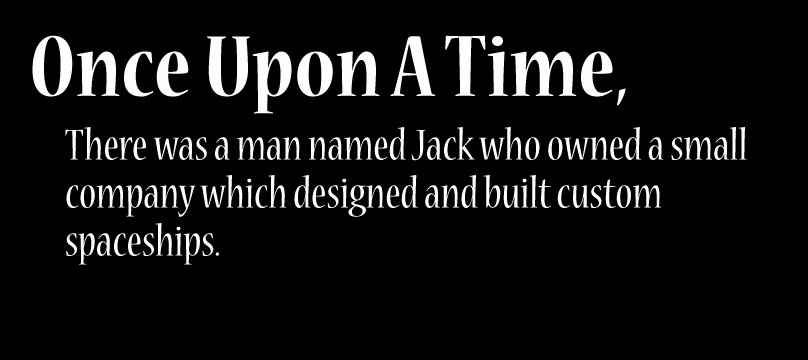 Once Upon A Time,
There was a man named Jack who owned a small
company which designed and built custom
spaceships.